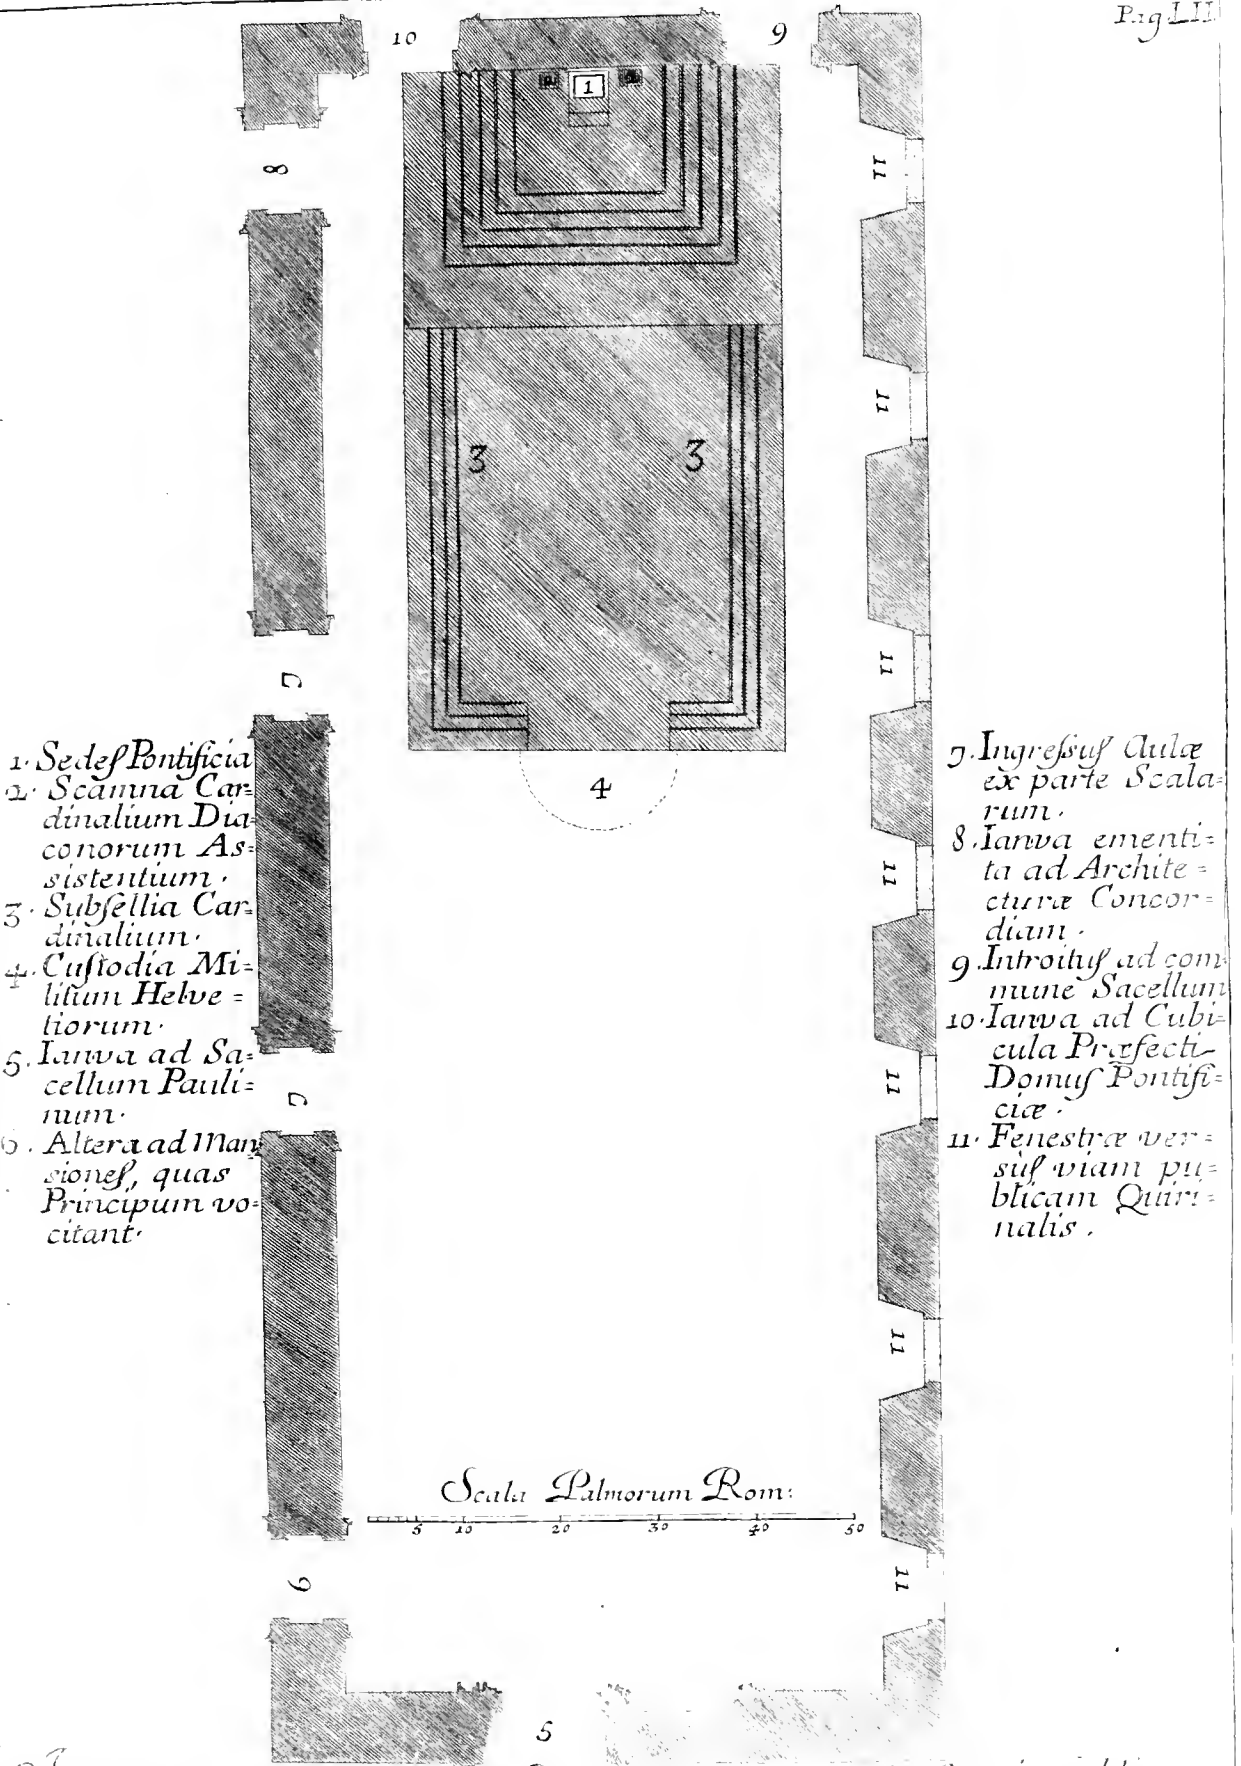 Pag. LII
10
9
1
8
11
11
3
3
11
7
4
11
11
7
11
11
6
5
1. Sedes Pontificia
2. Scamna Car=
dinalium Dia=
conorum As=
sistentium.
3. Subsellia Car=
dinalium.
4. Custodia Mi=
litum Helve=
tiorum.
5. Ianva ad Sa=
cellum Pauli=
num.
6. Altera ad Man
siones, quas
Principum vo=
citant.
7. Ingressus Aulæ
ex parte Scala=
rum.
8. Ianva ementi=
ta ad Archite=
cturæ Concor=
diam.
9. Introitus ad com
mune Sacellum
10. Ianva ad Cubi=
cula Præfecti
Domus Pontifi=
ciæ.
11. Fenestræ ver=
sus viam pu=
blicam Quiri=
nalis.
Scala Palmorum Rom:
5 10 20 30 40 50